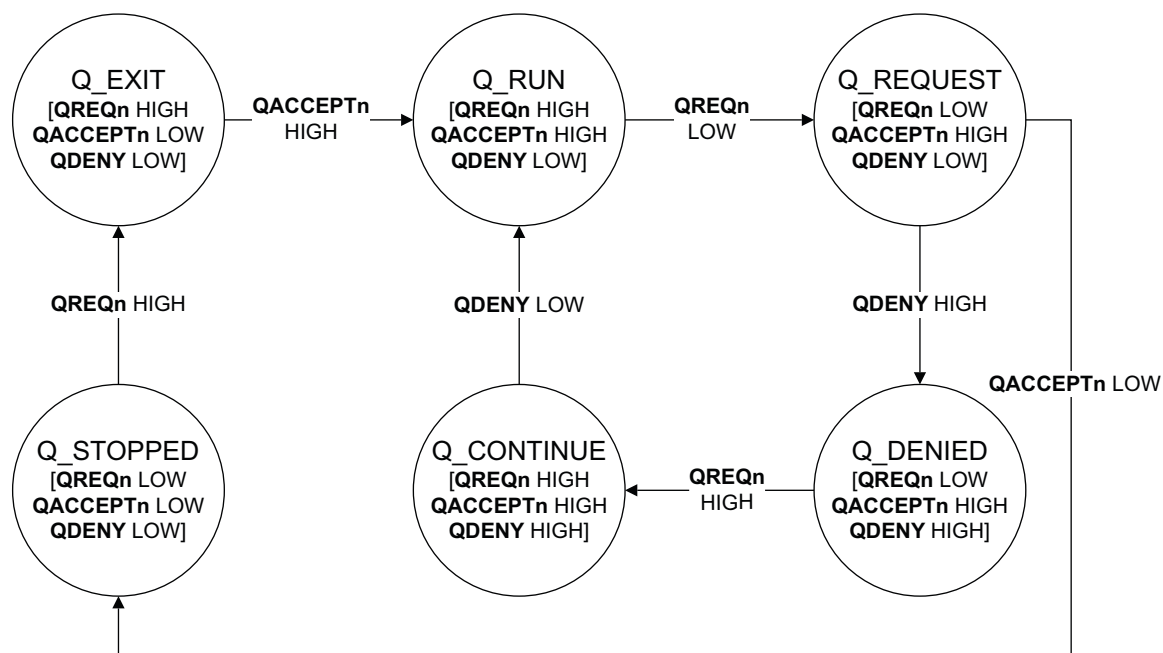 Q_EXIT
[QREQn HIGH
QACCEPTn LOW
QDENY LOW]
QACCEPTn
HIGH
Q_RUN
[QREQn HIGH
QACCEPTn HIGH
QDENY LOW]
QREQn
LOW
Q_REQUEST
[QREQn LOW
QACCEPTn HIGH
QDENY LOW]
QREQn HIGH
QDENY LOW
QDENY HIGH
QACCEPTn LOW
Q_STOPPED
[QREQn LOW
QACCEPTn LOW
QDENY LOW]
Q_CONTINUE
[QREQn HIGH
QACCEPTn HIGH
QDENY HIGH]
QREQn
HIGH
Q_DENIED
[QREQn LOW
QACCEPTn HIGH
QDENY HIGH]